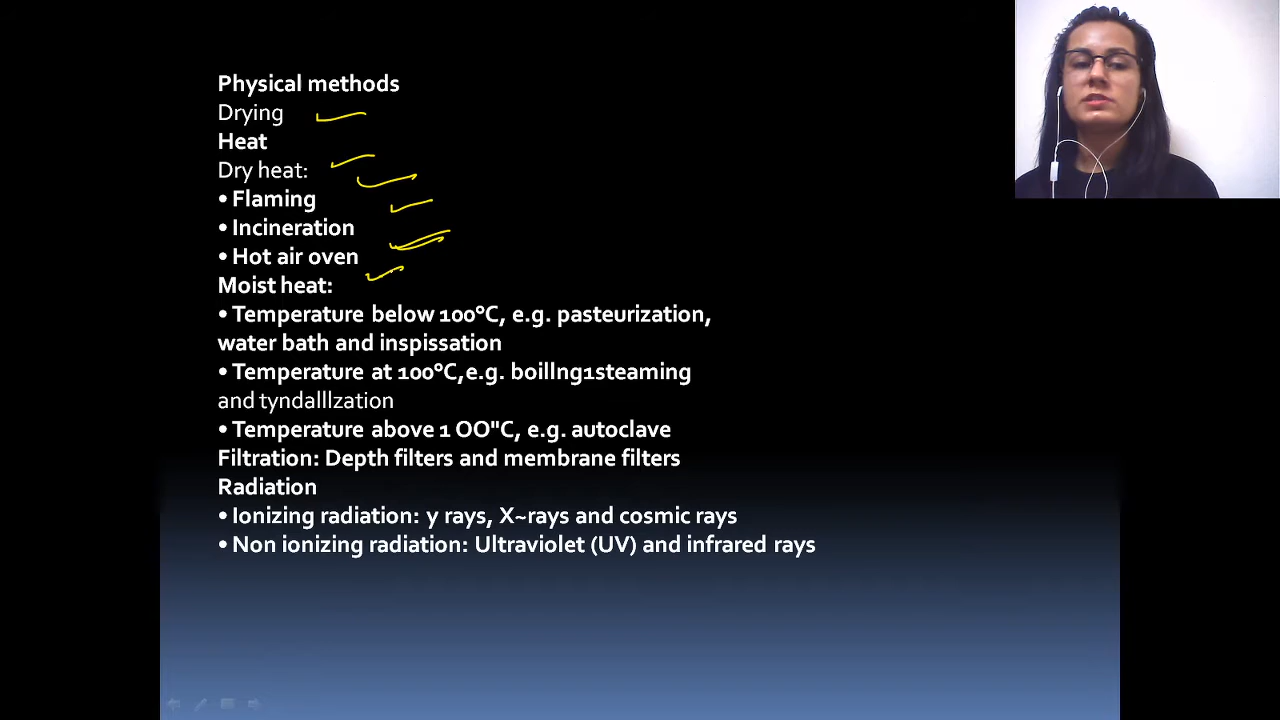 Physical methods
Drying
Heat
Dry heat:
• Flaming
• Incineration
• Hot air oven
Moist heat:
• Temperature below 100°C, e.g. pasteurization,
water bath and inspissation
• Temperature at 100°C,e.g. boillng1steaming
and tyndalllzation
• Temperature above 1 OO"C, e.g. autoclave
Filtration: Depth filters and membrane filters
Radiation
• Ionizing radiation: y rays, X~rays and cosmic rays
• Non ionizing radiation: Ultraviolet (UV) and infrared rays